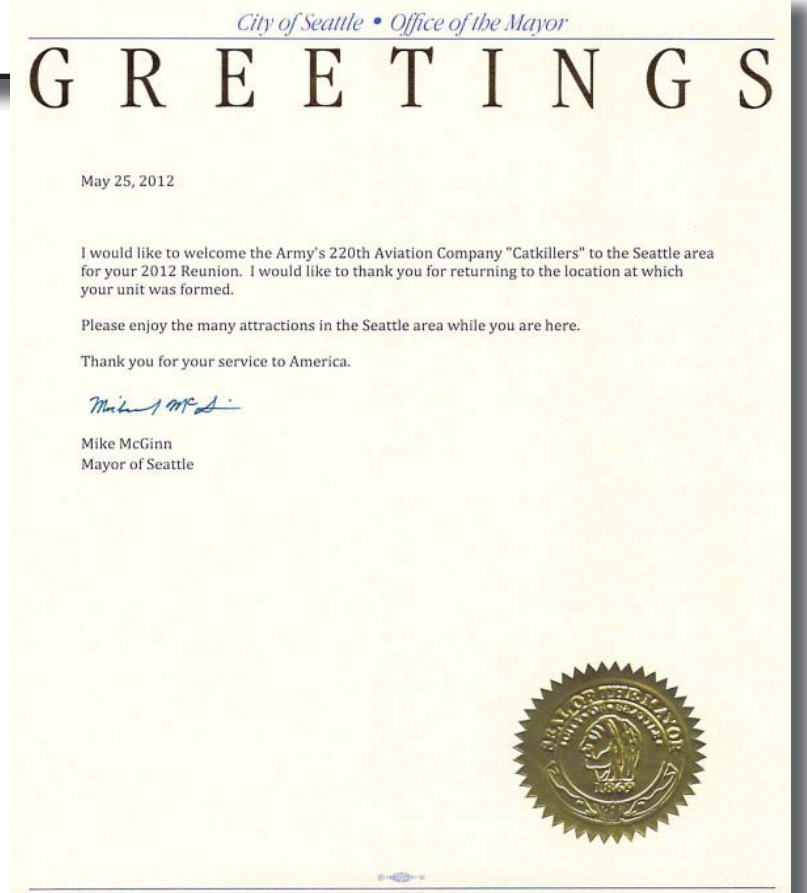 City of Seattle • Office of the Mayor
GREETINGS
May 25, 2012
I would like to welcome the Army's 220th Aviation Company "Catkillers" to the Seattle area
for your 2012 Reunion. I would like to thank you for returning to the location at which
your unit was formed.
Please enjoy the many attractions in the Seattle area while you are here.
Thank you for your service to America.
Mike McGinn
Mayor of Seattle
SEAL OF THE MAYOR
1869